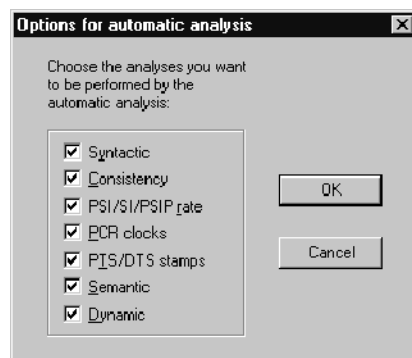 Options for automatic analysis
Choose the analyses you want
to be performed by the
automatic analysis:
Syntactic
Consistency
PSI/SI/PSIP rate
PCR clocks
PTS/DTS stamps
Semantic
Dynamic
OK
Cancel